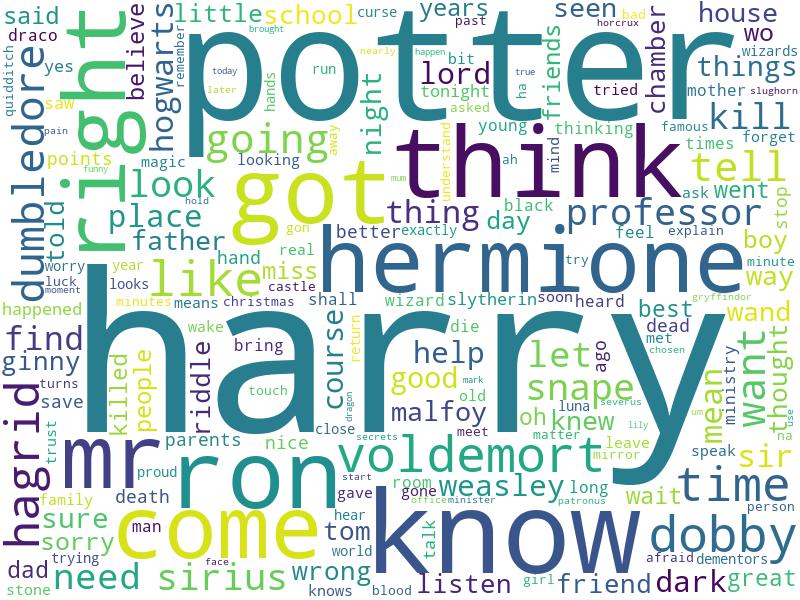 said
little
school
curse
years
past
seen
bad
horcrux
house
draco
right
believe
hogwarts
remember
brought
potter
nearly
happen
wo
wizards
quidditch
yes
dumbledore
today
run
bit
lord
friends
chamber
things
saw
later
hands
night
true
ha
tonight
tried
mother
slughorn
pain
going
away
asked
kill
points
young
thinking
famous
forget
told
magic
looking
understand
ah
think
mind
times
tell
funny
look
got
mum
ask
went
stop
hold
place
gon
thing
day
black
professor
father
better
exactly
feel
explain
boy
worry
hand
real
hermione
try
minute
luck
year
looks
like
miss
castle
way
moment
minutes
means
christmas
shall
wizard
slytherin
soon
heard
best
gryffindor
happened
harry
return
die
dead
wand
find
wake
course
met
chosen
ginny
killed
people
riddle
bring
help
let
ago
want
thought
turns
touch
good
mark
snape
mean
ministry
save
dragon
old
malfoy
luna
severus
oh
knew
lily
um
na
use
hagrid
trust
mr
parents
nice
close
secrets
meet
matter
leave
mirror
speak
sir
proud
ron
voldemort
family
death
start
room
weasley
long
wait
time
gave
gone
office
minister
patronus
person
sure
come
man
hear
tom
know
talk
dobby
sorry
world
trying
face
wrong
afraid
dementors
dad
need
sirius
listen
girl
friend
dark
great
stone
knows
blood